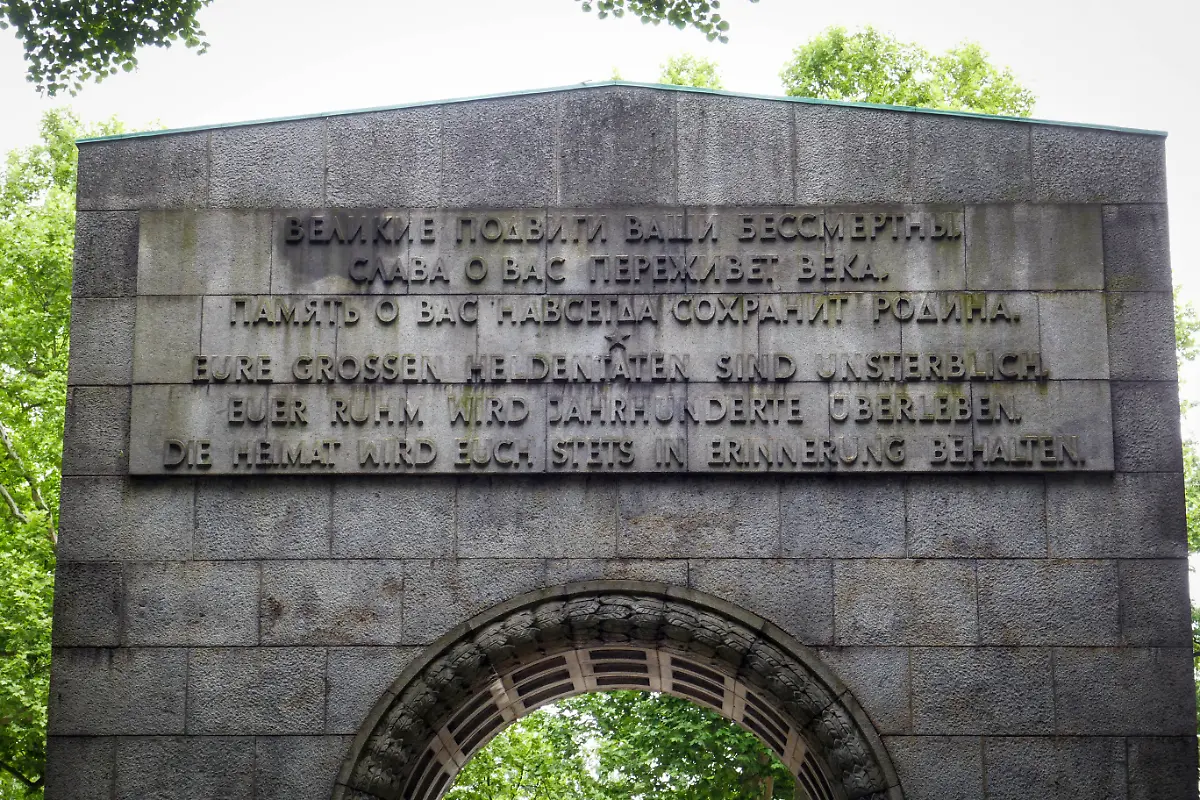 ВЕЛИКИЕ ПОДВИГИ ВАШИ БЕССМЕРТНЫ.
СЛАВА О ВАС ПЕРЕЖИВЕТ ВЕКА.
ПАМЯТЬ О ВАС НАВСЕГДА СОХРАНИТ РОДИНА.
EURE GROSSEN HELDENTATEN SIND UNSTERBLICH.
EUER RUHM WIRD JAHRHUNDERTE ÜBERLEBEN.
DIE HEIMAT WIRD EUCH STETS IN ERINNERUNG BEHALTEN.